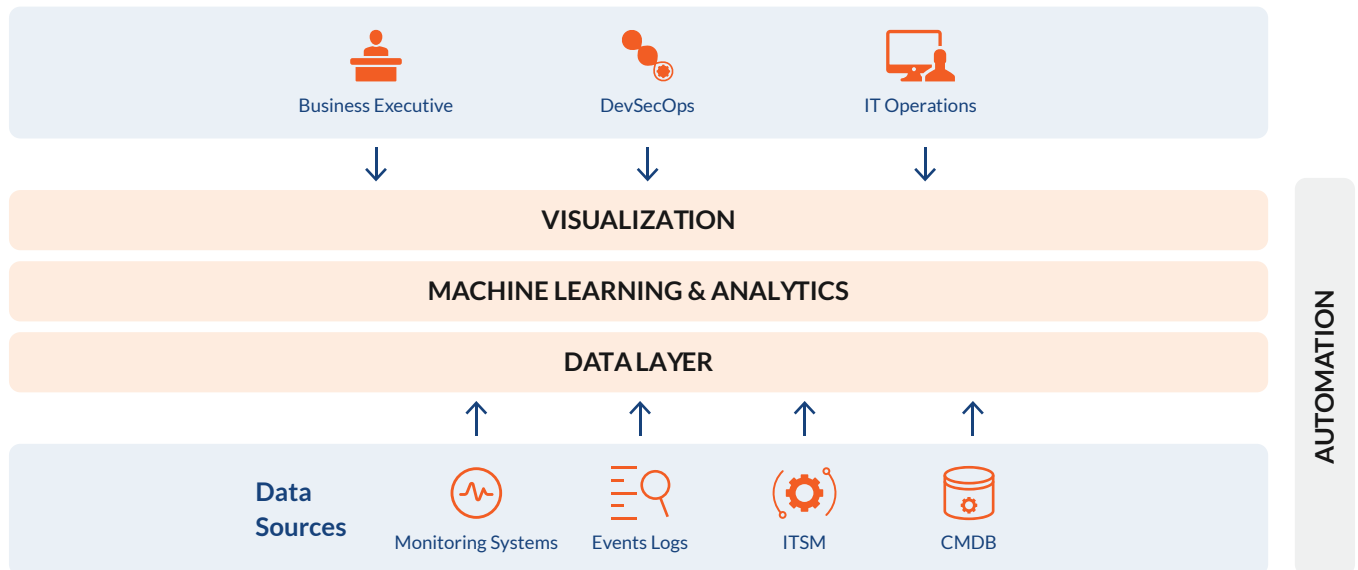 Business Executive
DevSecOps
IT Operations
VISUALIZATION
MACHINE LEARNING & ANALYTICS
DATA LAYER
AUTOMATION
Data
Sources
Monitoring Systems
Events Logs
ITSM
CMDB